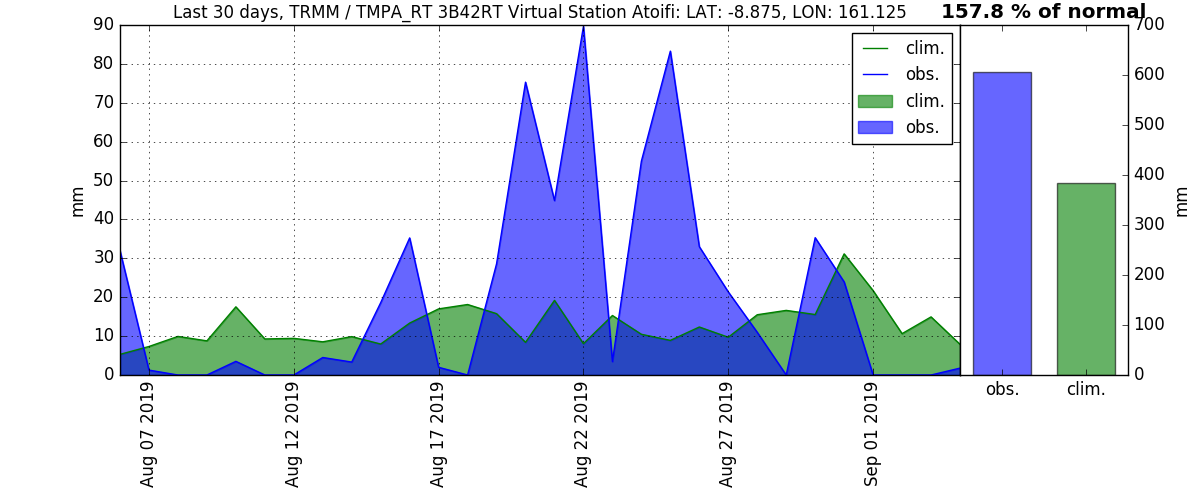 Last 30 days, TRMM / TMPA_RT 3B42RT Virtual Station Atoifi: LAT: -8.875, LON: 161.125
157.8 % of normal
90
80
70
60
50
40
30
20
10
0
mm
clim.
obs.
clim.
obs.
Aug 07 2019
Aug 12 2019
Aug 17 2019
Aug 22 2019
Aug 27 2019
Sep 01 2019
700
600
500
400
300
200
100
0
mm
obs.
clim.